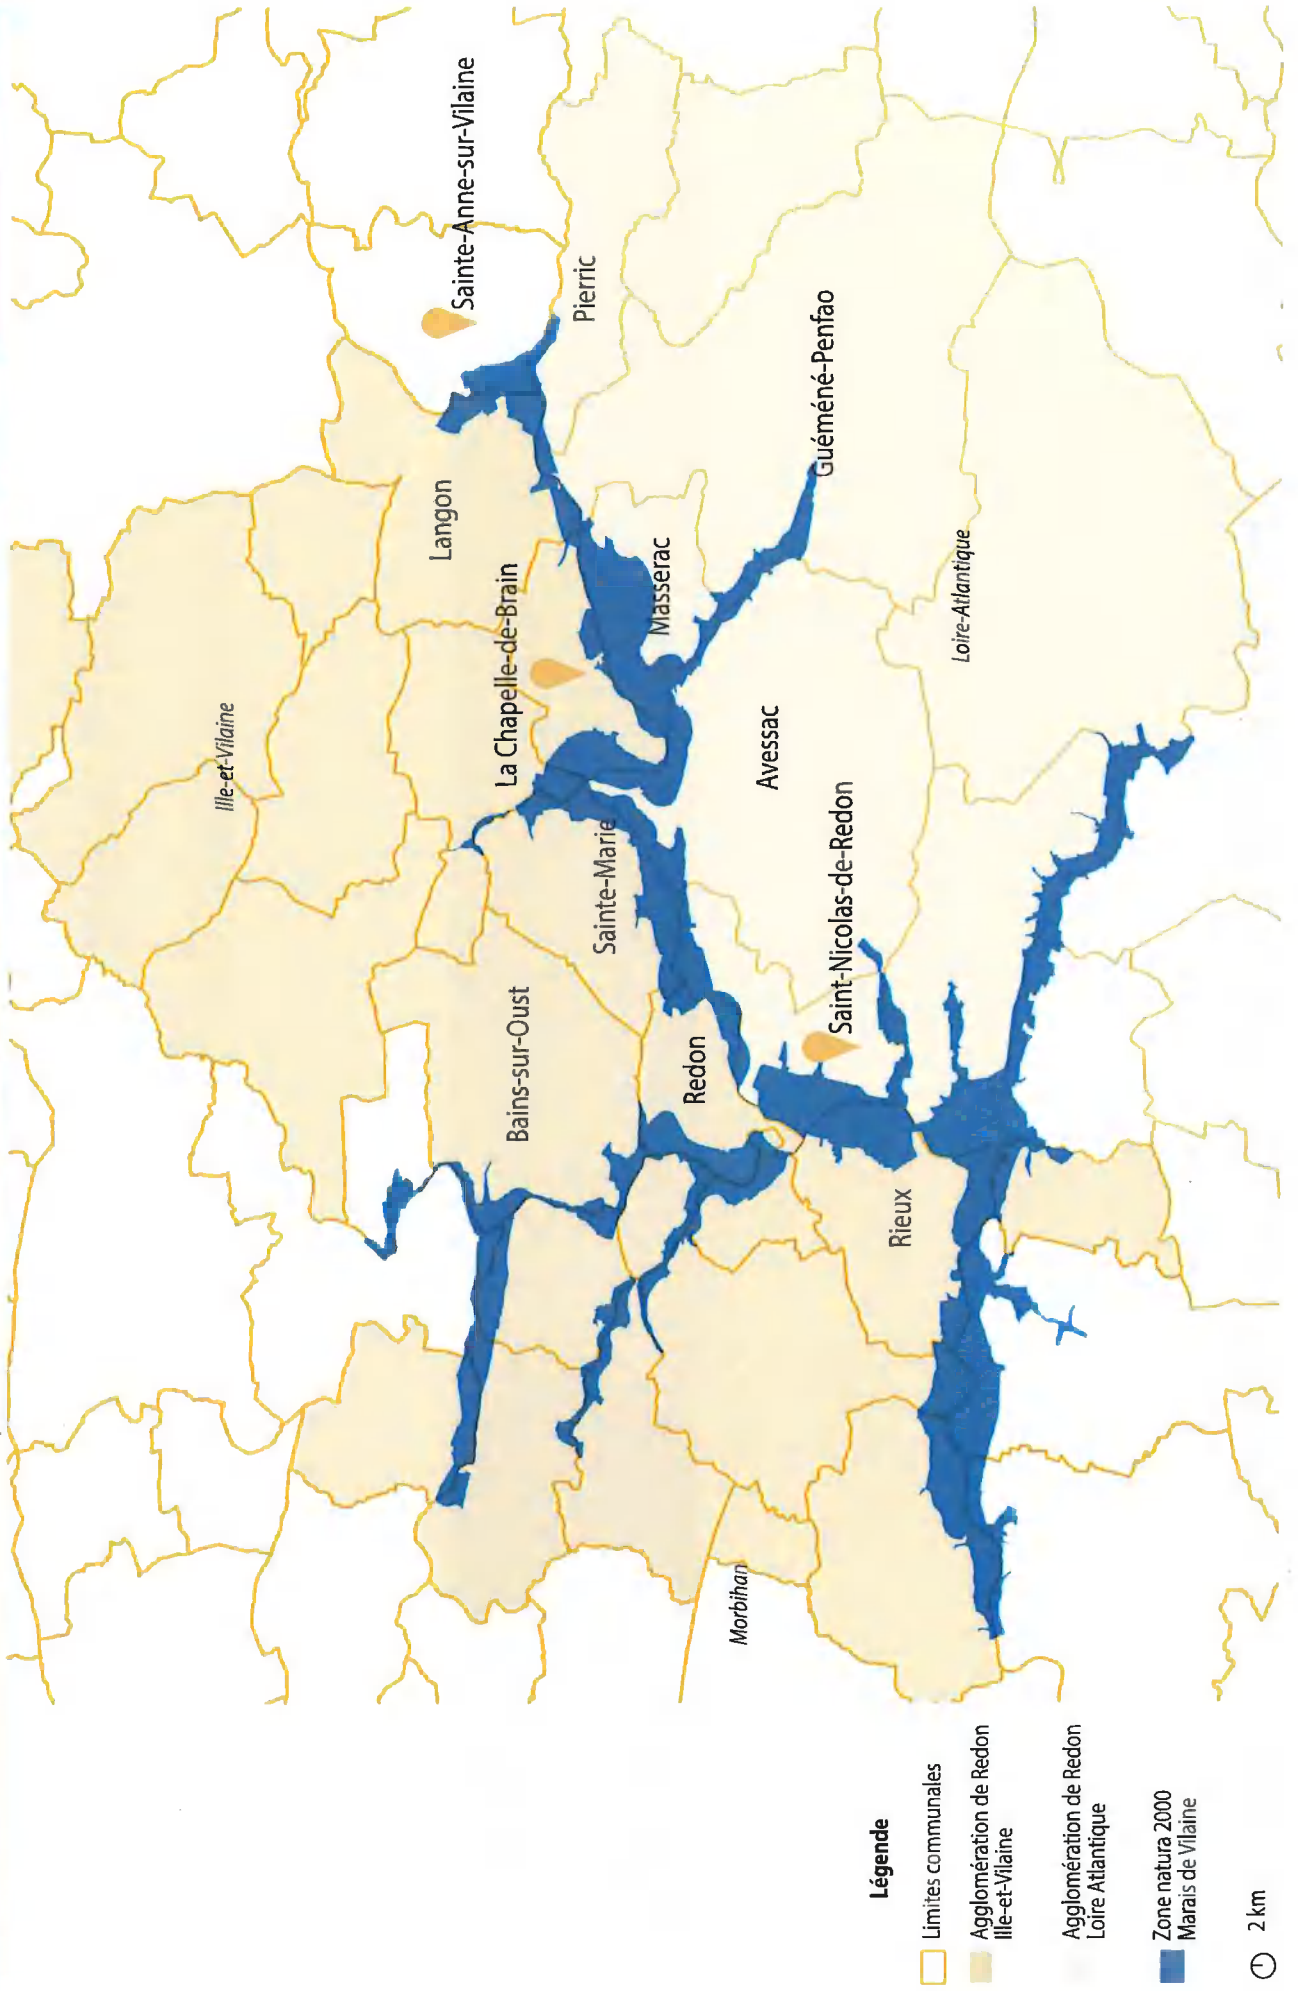 Sainte-Anne-sur-Vilaine
Pierric
Langon
La Chapelle-de-Brain
Masserac
Guéméné-Penfao
Loire-Atlantique
Ille-et-Vilaine
Avessac
Sainte-Marie
Saint-Nicolas-de-Redon
Bains-sur-Oust
Redon
Rieux
Morbihan
Légende
Limites communales
Agglomération de Redon
Ille-et-Vilaine
Agglomération de Redon
Loire Atlantique
Zone natura 2000
Marais de Vilaine
2 km